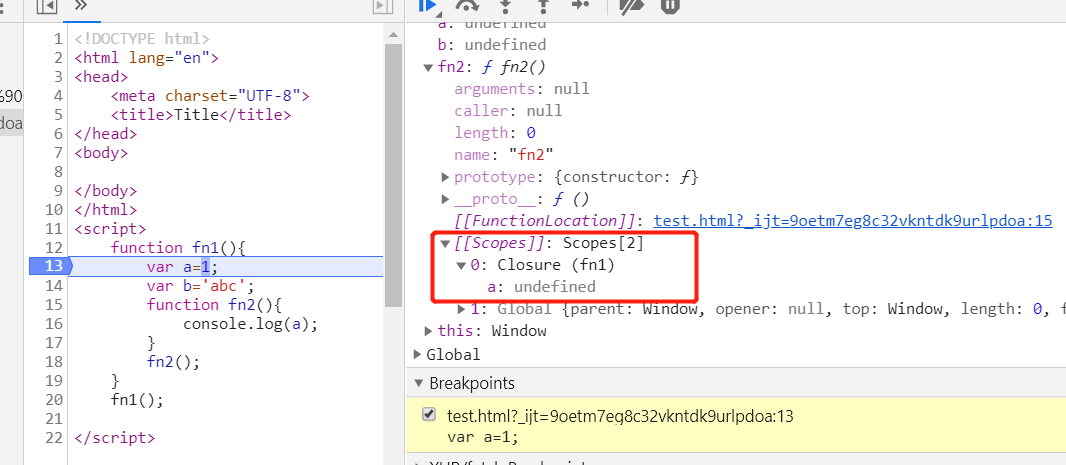 »
%90
doa
1 <!DOCTYPE html>
2 <html lang="en">
3 <head>
4 <meta charset="UTF-8">
5 <title>Title</title>
6 </head>
7 <body>
8
9 </body>
10 </html>
11 <script>
12 function fn1(){
13 var a=1;
14 var b='abc';
15 function fn2(){
16 console.log(a);
17 }
18 fn2();
19 }
20 fn1();
21
22 </script>
a: undefined
b: undefined
fn2: ƒ fn2()
arguments: null
caller: null
length: 0
name: "fn2"
prototype: {constructor: ƒ}
__proto__: ƒ ()
[[FunctionLocation]]: test.html?_ijt=9oetm7eg8c32vkntdk9urlpdoa:15
[[Scopes]]: Scopes[2]
0: Closure (fn1)
a: undefined
1: Global {parent: Window, opener: null, top: Window, length: 0, f
this: Window
Global
Breakpoints
test.html?_ijt=9oetm7eg8c32vkntdk9urlpdoa:13
var a=1;